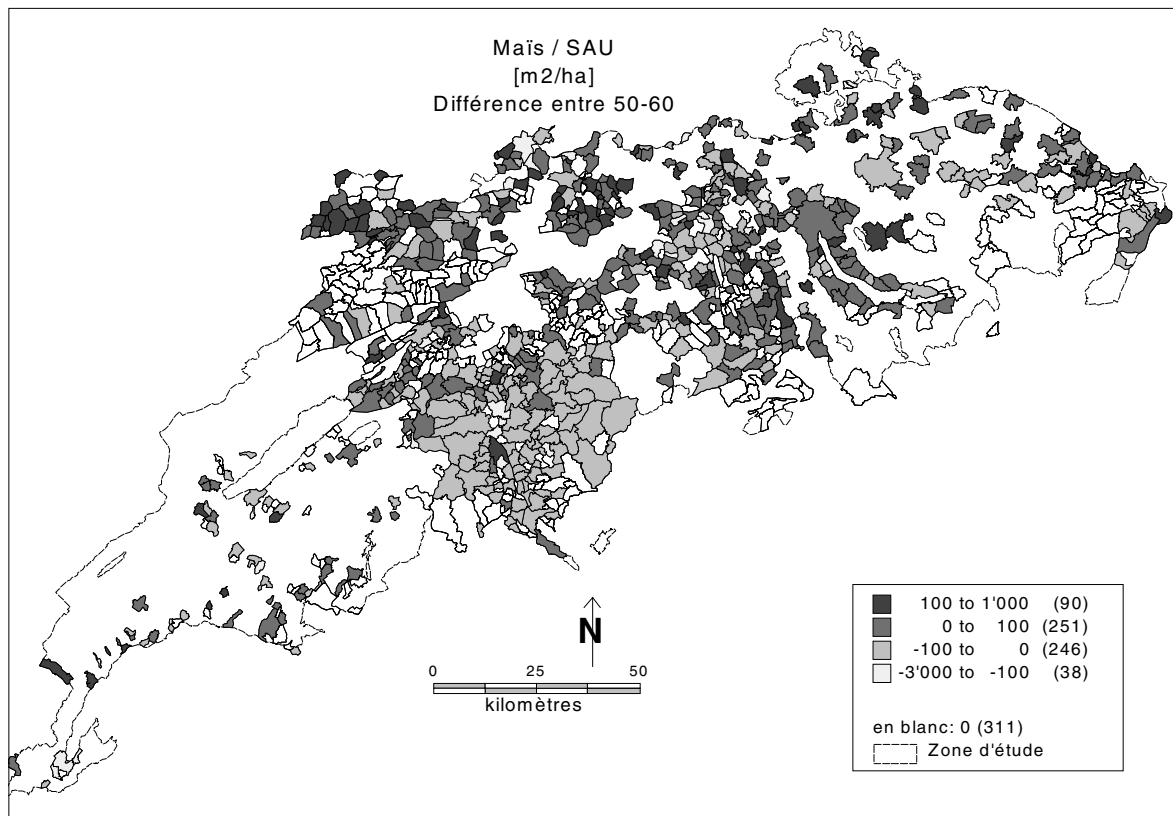 Maïs / SAU
[m2/ha]
Différence entre 50-60
N
0 25 50
kilomètres
100 to 1'000 (90)
0 to 100 (251)
-100 to 0 (246)
-3'000 to -100 (38)
en blanc: 0 (311)
Zone d'étude